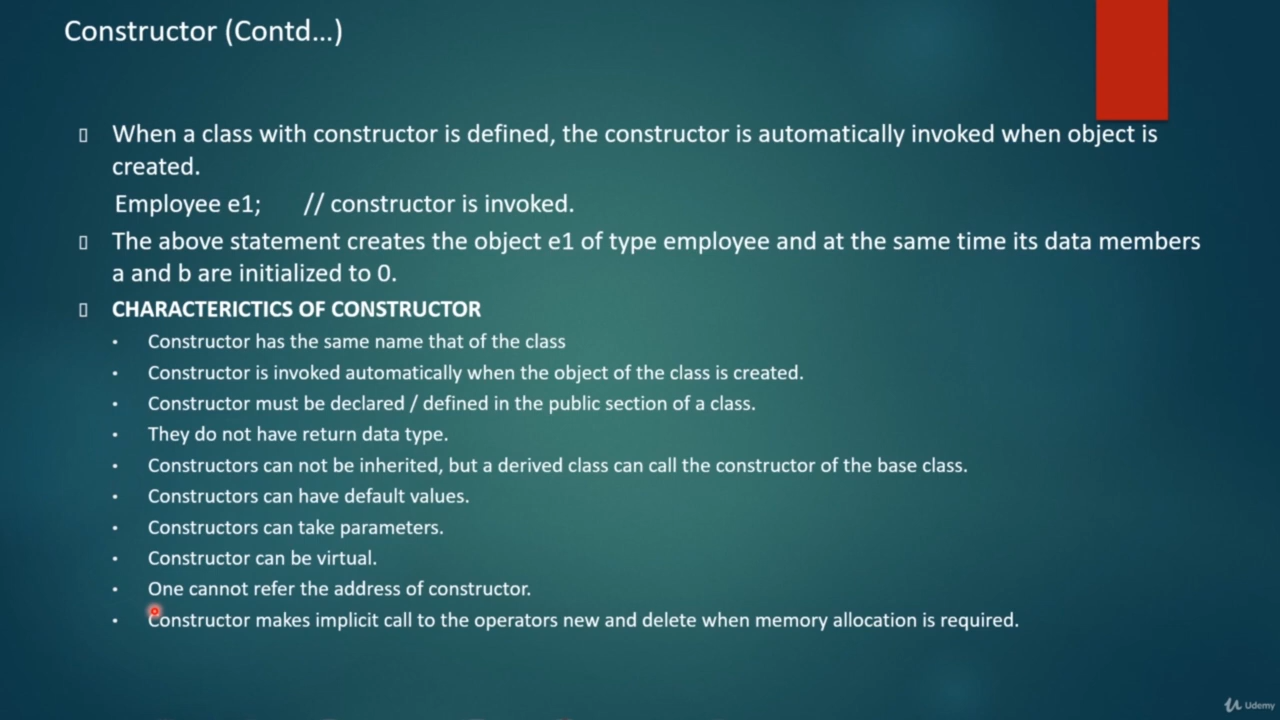 Constructor (Contd...)
When a class with constructor is defined, the constructor is automatically invoked when object is
created.
Employee e1; // constructor is invoked.
The above statement creates the object e1 of type employee and at the same time its data members
a and b are initialized to 0.
CHARACTERICTICS OF CONSTRUCTOR
• Constructor has the same name that of the class
• Constructor is invoked automatically when the object of the class is created.
• Constructor must be declared / defined in the public section of a class.
• They do not have return data type.
• Constructors can not be inherited, but a derived class can call the constructor of the base class.
• Constructors can have default values.
• Constructors can take parameters.
• Constructor can be virtual.
• One cannot refer the address of constructor.
• Constructor makes implicit call to the operators new and delete when memory allocation is required.
Udemy